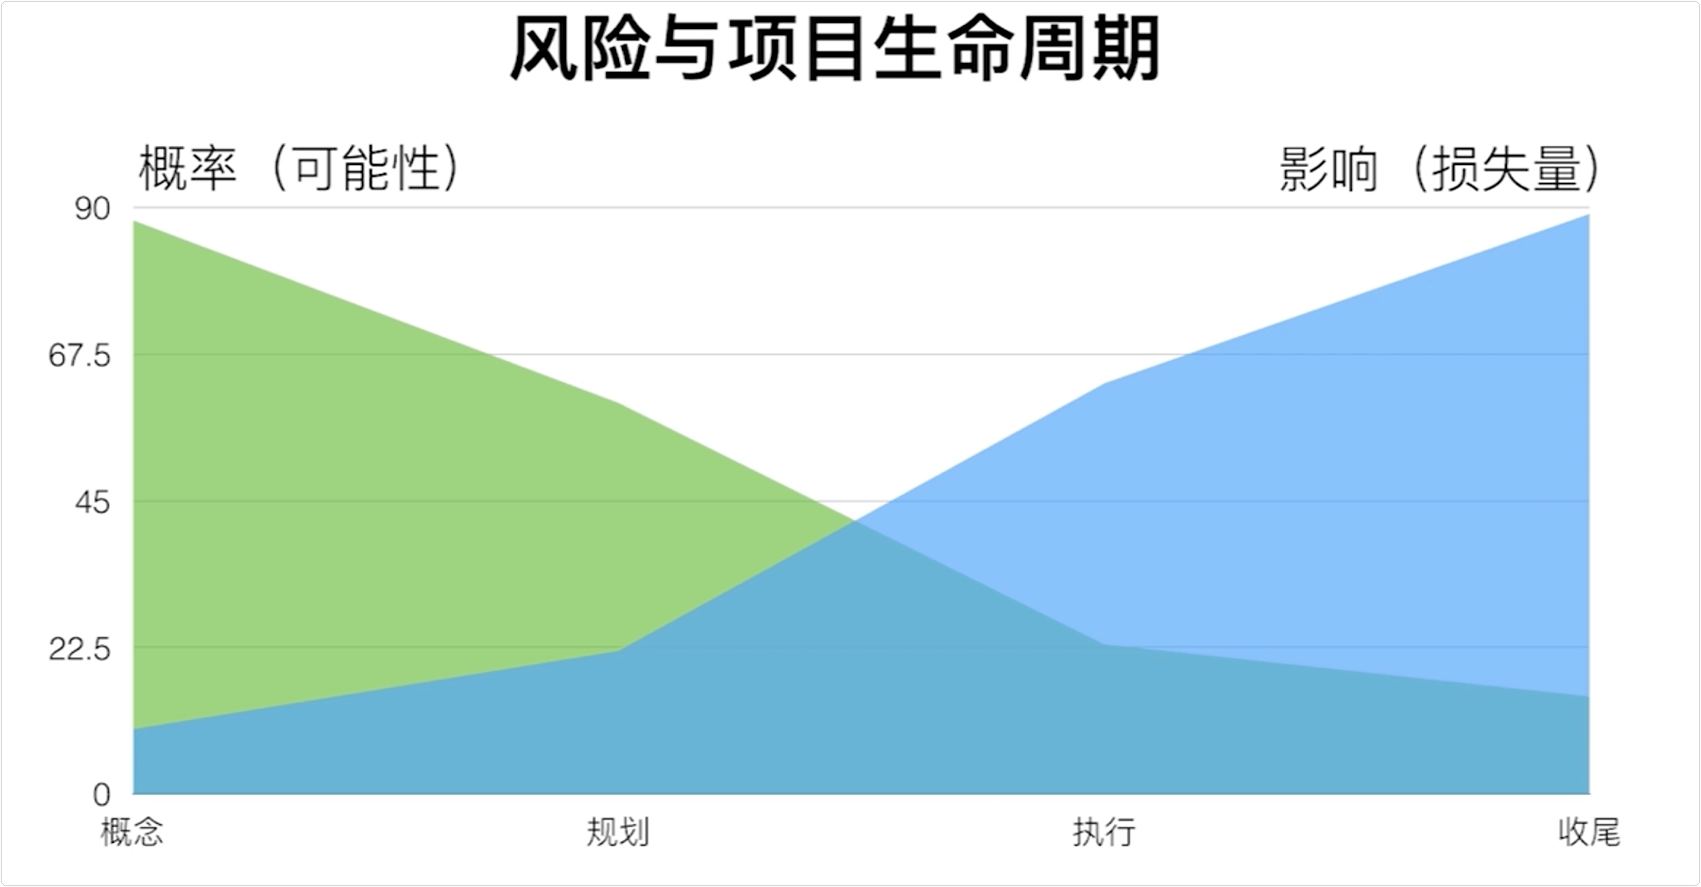 风险与项目生命周期
概率（可能性）
影响（损失量）
90
67.5
45
22.5
0
概念
规划
执行
收尾